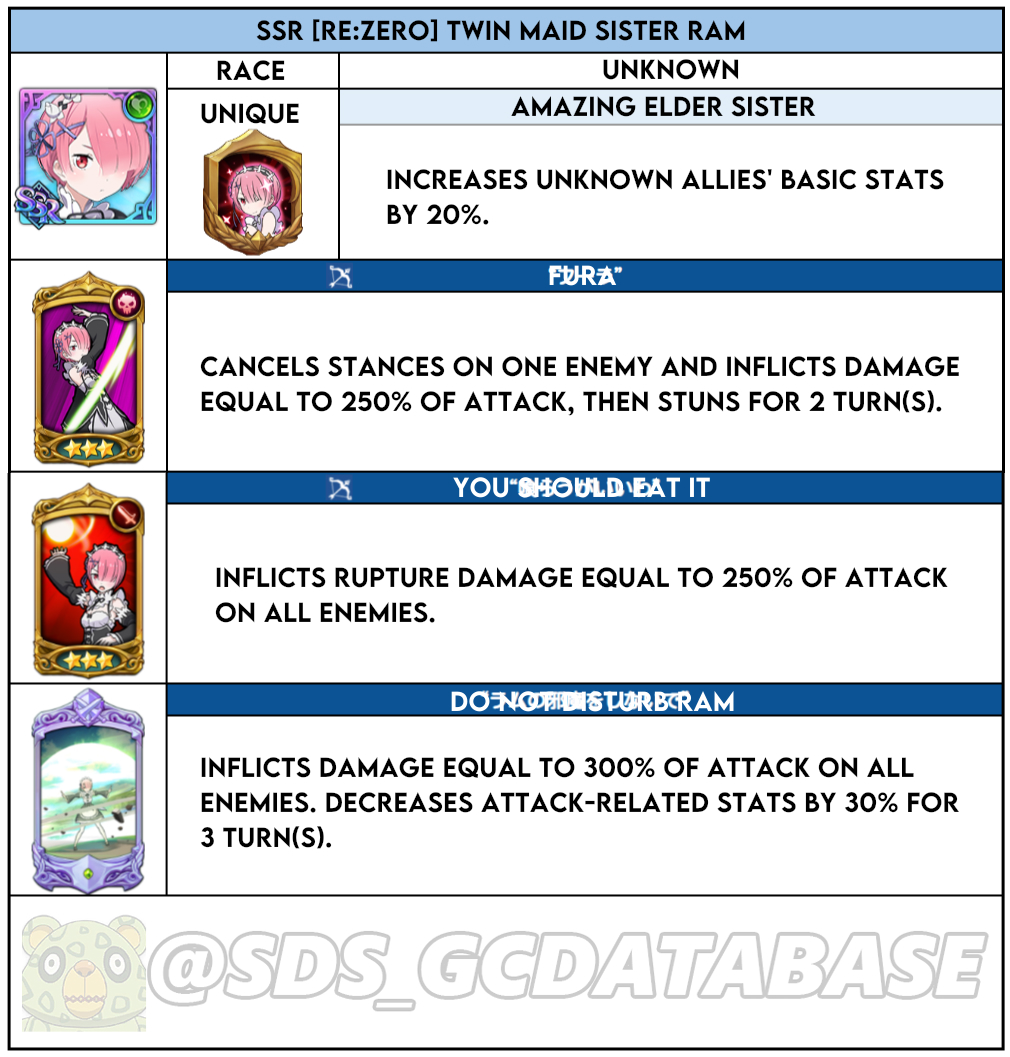 SSR [RE:ZERO] TWIN MAID SISTER RAM
RACE
UNKNOWN
UNIQUE
AMAZING ELDER SISTER
SSR
INCREASES UNKNOWN ALLIES' BASIC STATS
BY 20%.
FURA
CANCELS STANCES ON ONE ENEMY AND INFLICTS DAMAGE
EQUAL TO 250% OF ATTACK, THEN STUNS FOR 2 TURN(S).
YOU SHOULD EAT IT
INFLICTS RUPTURE DAMAGE EQUAL TO 250% OF ATTACK
ON ALL ENEMIES.
DO NOT DISTURB RAM
INFLICTS DAMAGE EQUAL TO 300% OF ATTACK ON ALL
ENEMIES. DECREASES ATTACK-RELATED STATS BY 30% FOR
3 TURN(S).
@SDS_GCDATABASE